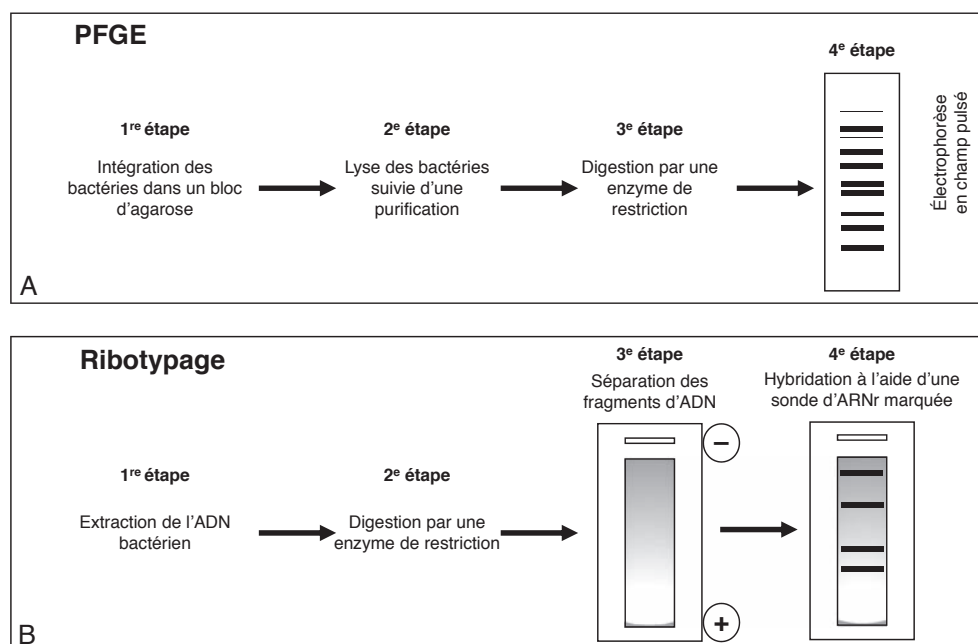 PFGE
1re étape
Intégration des
bactéries dans un bloc
d'agarose
2e étape
Lyse des bactéries
suivie d'une
purification
3e étape
Digestion par une
enzyme de
restriction
4e étape
Électrophorèse
en champ pulsé
A
Ribotypage
1re étape
Extraction de l'ADN
bactérien
2e étape
Digestion par une
enzyme de restriction
3e étape
Séparation des
fragments d'ADN
−
+
4e étape
Hybridation à l'aide d'une
sonde d'ARNr marquée
B